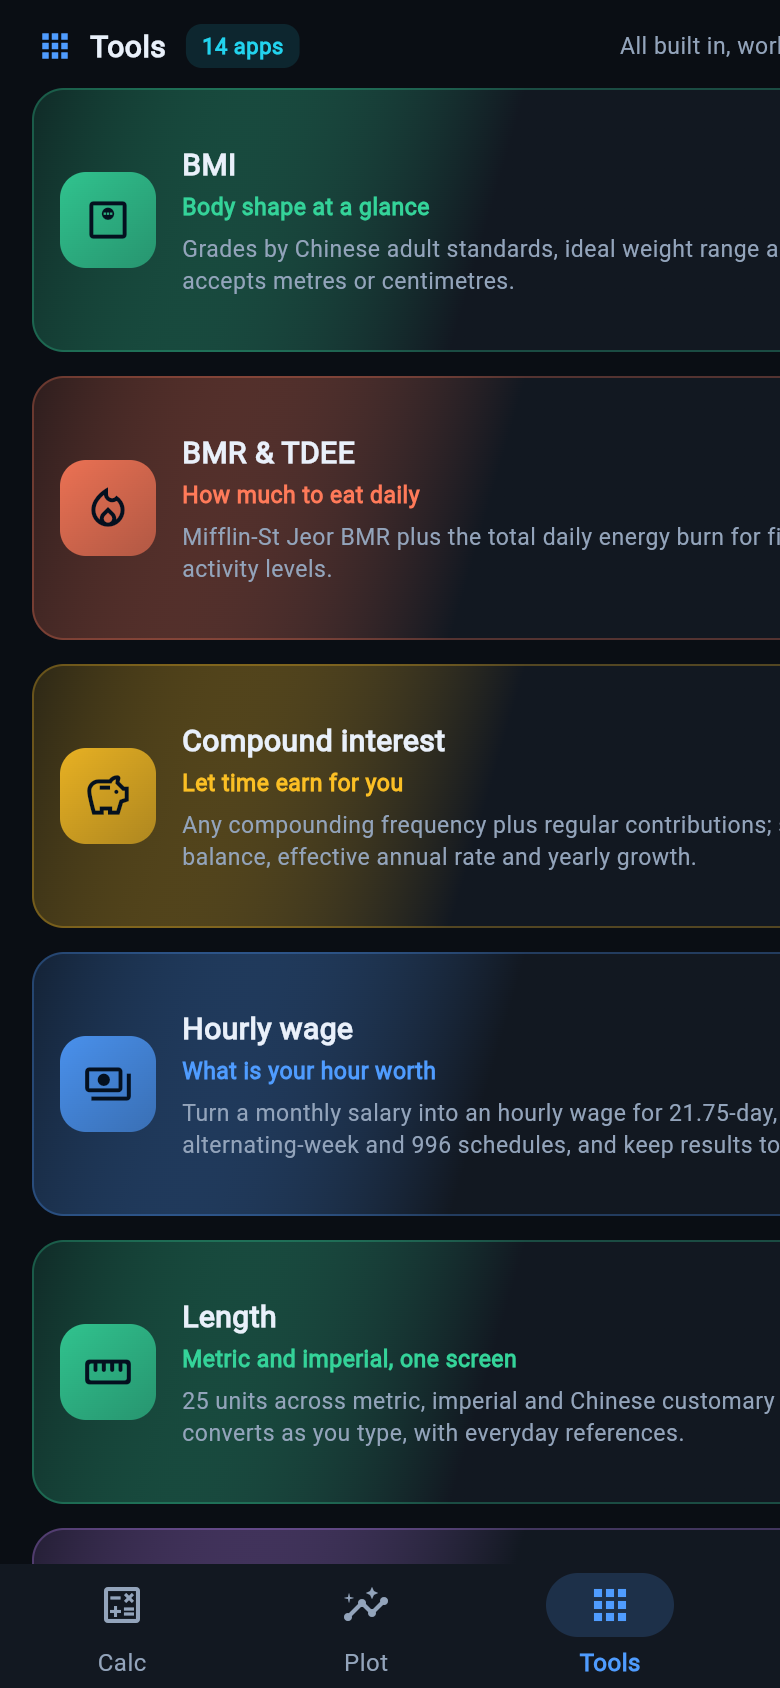 Tools
14 apps
All built in,
BMI
Body shape at a glance
Grades by Chinese adult standards, ideal weight range
accepts metres or centimetres.
BMR & TDEE
How much to eat daily
Mifflin-St Jeor BMR plus the total daily energy burn for
activity levels.
Compound interest
Let time earn for you
Any compounding frequency plus regular contributions;
balance, effective annual rate and yearly growth.
Hourly wage
What is your hour worth
Turn a monthly salary into an hourly wage for 21.75-day,
alternating-week and 996 schedules, and keep results to
Length
Metric and imperial, one screen
25 units across metric, imperial and Chinese customary
converts as you type, with everyday references.
Calc
Plot
Tools